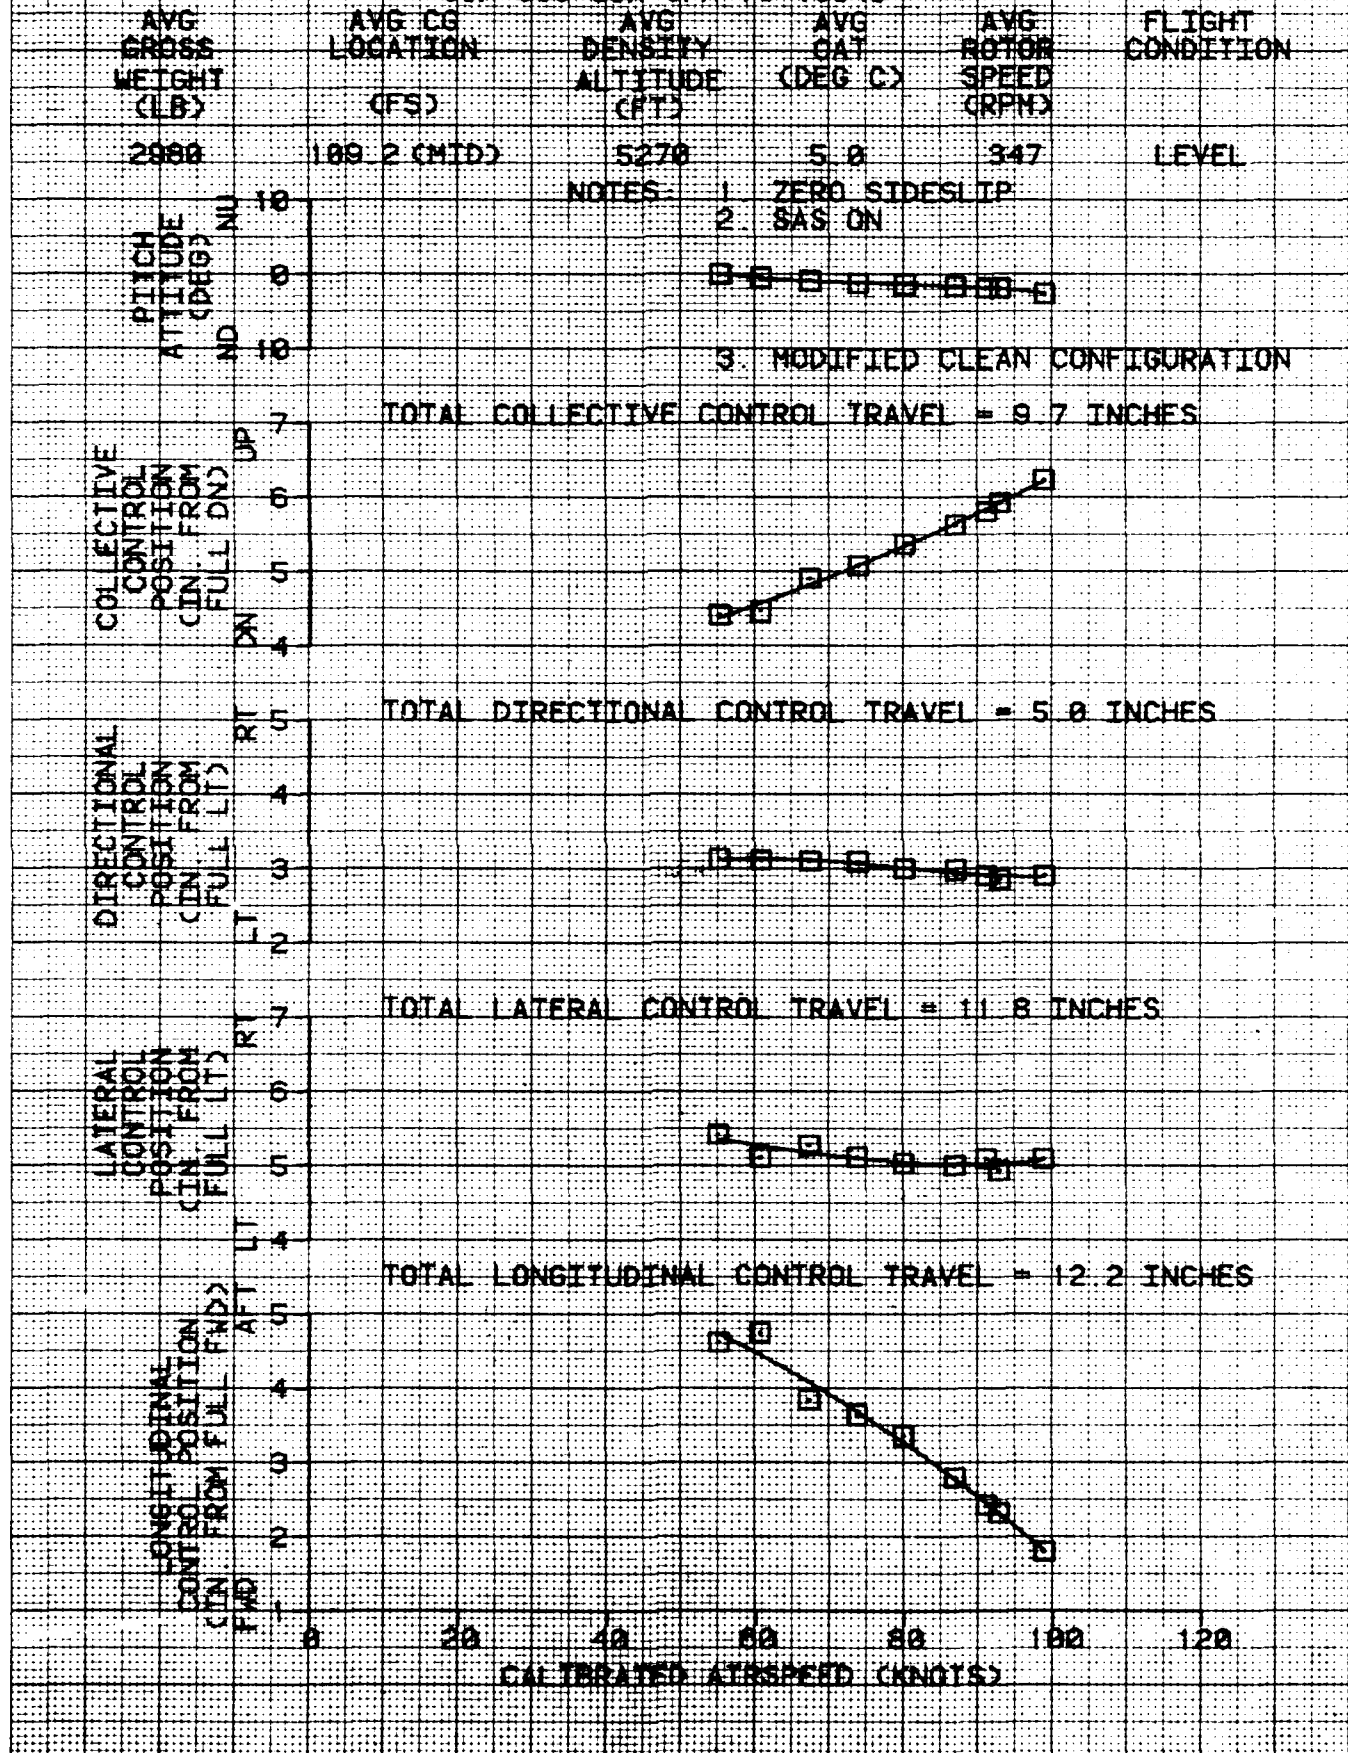 AVG GROSS WEIGHT (LB)
AVG CG LOCATION (FS)
AVG DENSITY ALTITUDE (FT)
AVG OAT (DEG C)
AVG ROTOR SPEED (RPM)
FLIGHT CONDITION
2980 109.2 (MID) 5270 5.0 347 LEVEL
NOTES: 1. ZERO SIDESLIP
2. SAS ON
3. MODIFIED CLEAN CONFIGURATION
PITCH
ATTITUDE
(DEG)
ND NU
10
0
10
TOTAL COLLECTIVE CONTROL TRAVEL = 9.7 INCHES
COLLECTIVE
CONTROL
POSITION
(IN. FROM
FULL DN)
DN UP
7
6
5
4
TOTAL DIRECTIONAL CONTROL TRAVEL = 5.0 INCHES
DIRECTIONAL
CONTROL
POSITION
(IN. FROM
FULL LT)
LT RT
5
4
3
2
TOTAL LATERAL CONTROL TRAVEL = 11.8 INCHES
LATERAL
CONTROL
POSITION
(IN FROM
FULL LT)
LT RT
7
6
5
4
TOTAL LONGITUDINAL CONTROL TRAVEL = 12.2 INCHES
LONGITUDINAL
CONTROL POSITION
(IN FROM FULL FWD)
FWD AFT
5
4
3
2
1
0 20 40 60 80 100 120
CALIBRATED AIRSPEED (KNOTS)